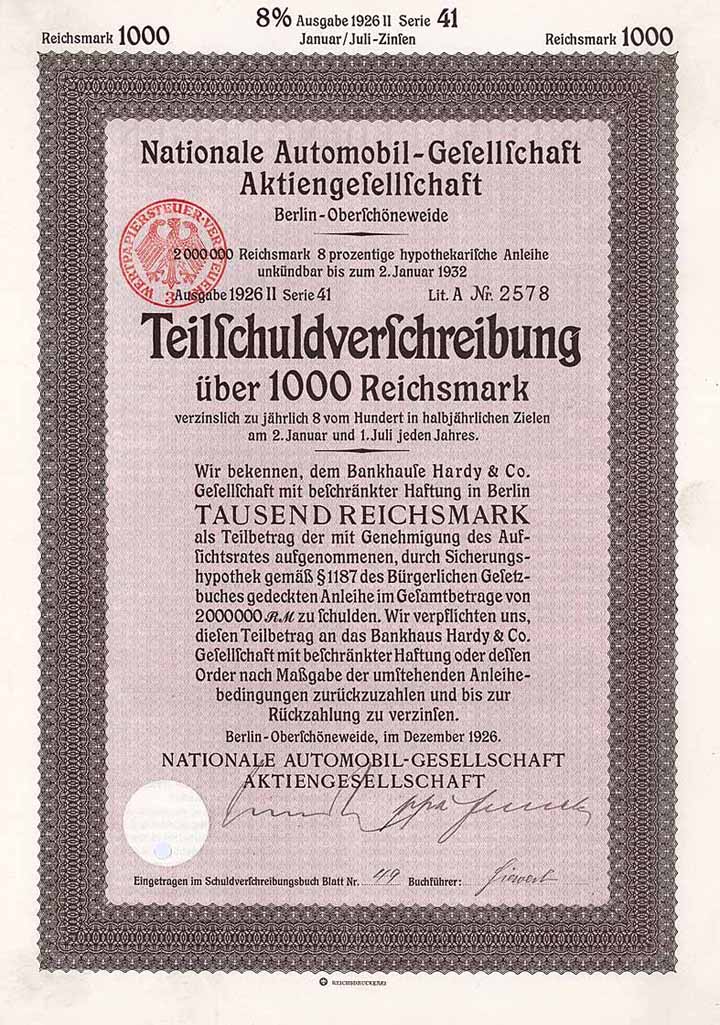 8% Ausgabe 1926 II Serie 41
Reichsmark 1000 Januar/Juli-Zinſen Reichsmark 1000
Nationale Automobil-Geſellſchaft
Aktiengeſellſchaft
Berlin-Oberſchöneweide
WERTPAPIERSTEUER-VERSTEUERT
3
2 000 000 Reichsmark 8 prozentige hypothekariſche Anleihe
unkündbar bis zum 2. Januar 1932
Ausgabe 1926 II Serie 41 Lit. A Nr. 2578
Teilſchuldverſchreibung
über 1000 Reichsmark
verzinslich zu jährlich 8 vom Hundert in halbjährlichen Zielen
am 2. Januar und 1. Juli jeden Jahres.
Wir bekennen, dem Bankhauſe Hardy & Co.
Geſellſchaft mit beſchränkter Haftung in Berlin
TAUSEND REICHSMARK
als Teilbetrag der mit Genehmigung des Auf-
ſichtsrates aufgenommenen, durch Sicherungs-
hypothek gemäß § 1187 des Bürgerlichen Geſetz-
buches gedeckten Anleihe im Geſamtbetrage von
2000000 RM zu ſchulden. Wir verpflichten uns,
dieſen Teilbetrag an das Bankhaus Hardy & Co.
Geſellſchaft mit beſchränkter Haftung oder deſſen
Order nach Maßgabe der umſtehenden Anleihe-
bedingungen zurückzuzahlen und bis zur
Rückzahlung zu verzinſen.
Berlin-Oberſchöneweide, im Dezember 1926.
NATIONALE AUTOMOBIL-GESELLSCHAFT
AKTIENGESELLSCHAFT
ppa
Eingetragen im Schuldverſchreibungsbuch Blatt Nr. 49 Buchführer:
REICHSDRUCKEREI